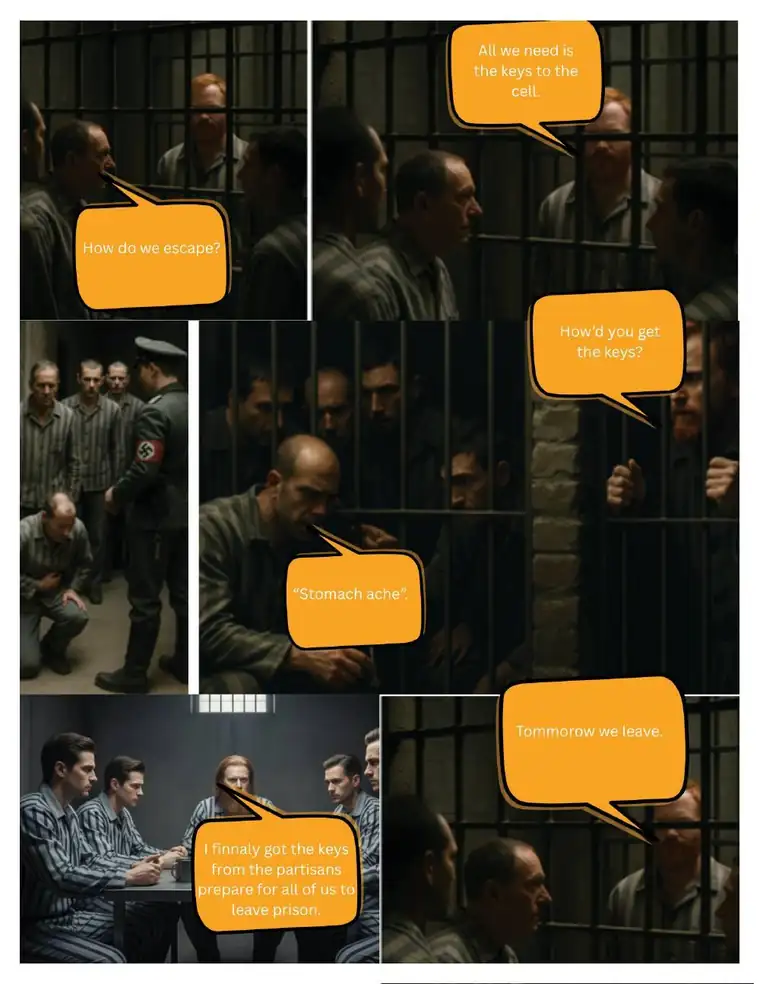 How do we escape?
All we need is
the keys to the
cell.
How'd you get
the keys?
"Stomach ache".
I finnaly got the keys
from the partisans
prepare for all of us to
leave prison.
Tommorow we leave.